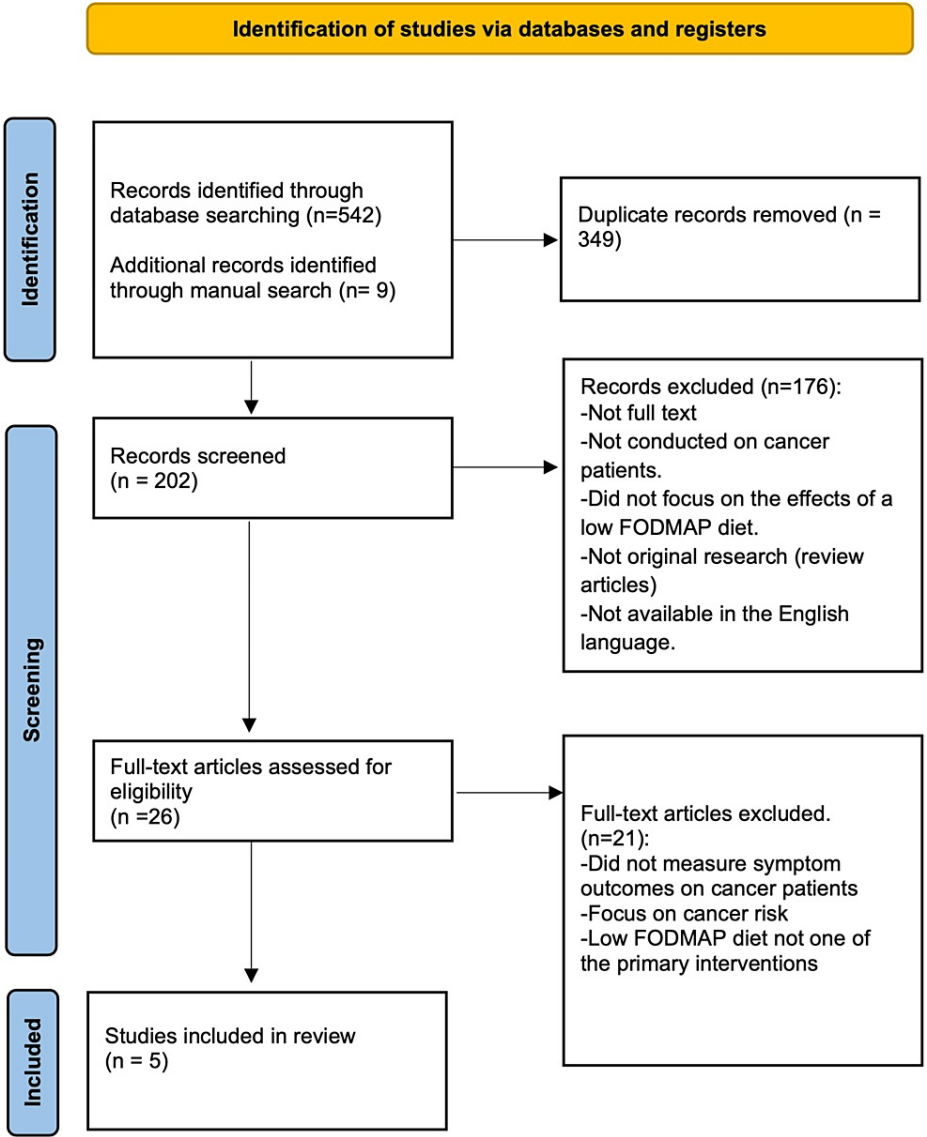 Identification of studies via databases and registers
Identification
Records identified through
database searching (n=542)
Additional records identified
through manual search (n= 9)
Duplicate records removed (n =
349)
Screening
Records screened
(n = 202)
Records excluded (n=176):
-Not full text
-Not conducted on cancer
patients.
-Did not focus on the effects of a
low FODMAP diet.
-Not original research (review
articles)
-Not available in the English
language.
Full-text articles assessed for
eligibility
(n =26)
Full-text articles excluded.
(n=21):
-Did not measure symptom
outcomes on cancer patients
-Focus on cancer risk
-Low FODMAP diet not one of
the primary interventions
Included
Studies included in review
(n = 5)